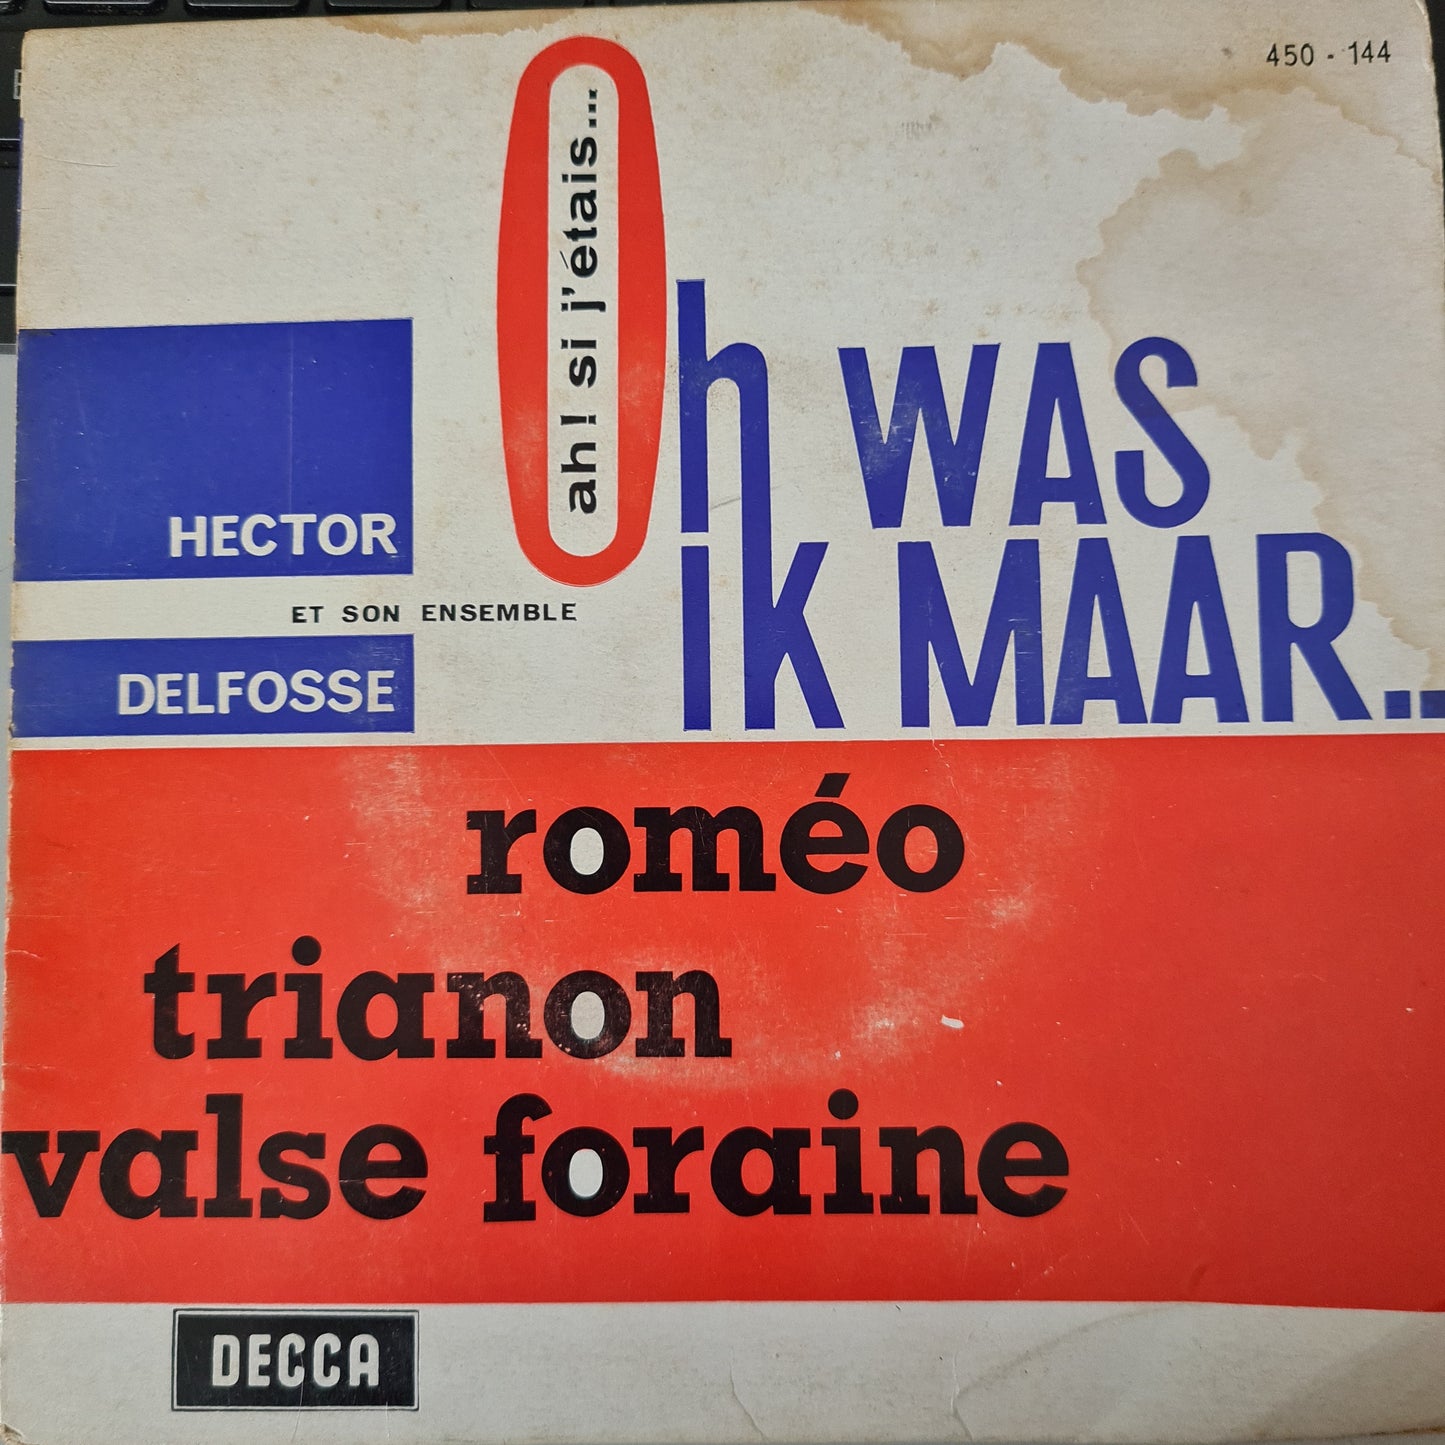 450 - 144
ah! si j'étais...
Oh WAS
IK MAAR..
HECTOR
ET SON ENSEMBLE
DELFOSSE
roméo
trianon
valse foraine
DECCA